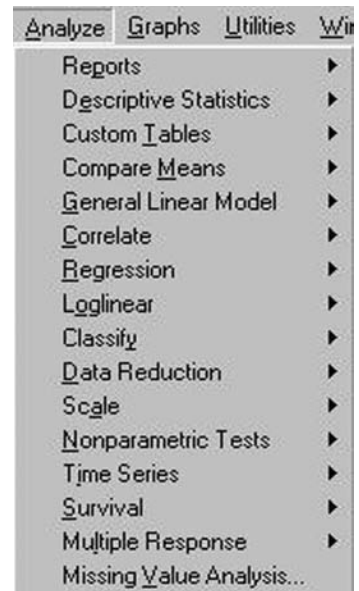 Analyze Graphs Utilities Wi
Reports
Descriptive Statistics
Custom Tables
Compare Means
General Linear Model
Correlate
Regression
Loglinear
Classify
Data Reduction
Scale
Nonparametric Tests
Time Series
Survival
Multiple Response
Missing Value Analysis...